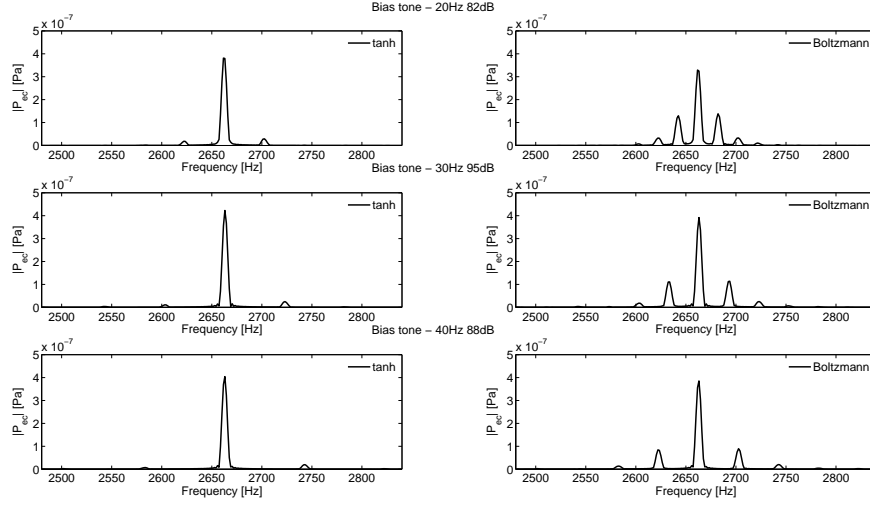 Bias tone − 20Hz 82dB
x 10⁻⁷
5
4
3
2
1
0
|P_ec| [Pa]
tanh
2500 2550 2600 2650 2700 2750 2800
Frequency [Hz]
x 10⁻⁷
5
4
3
2
1
0
|P_ec| [Pa]
Boltzmann
2500 2550 2600 2650 2700 2750 2800
Frequency [Hz]
Bias tone − 30Hz 95dB
x 10⁻⁷
5
4
3
2
1
0
|P_ec| [Pa]
tanh
2500 2550 2600 2650 2700 2750 2800
Frequency [Hz]
x 10⁻⁷
5
4
3
2
1
0
|P_ec| [Pa]
Boltzmann
2500 2550 2600 2650 2700 2750 2800
Frequency [Hz]
Bias tone − 40Hz 88dB
x 10⁻⁷
5
4
3
2
1
0
|P_ec| [Pa]
tanh
2500 2550 2600 2650 2700 2750 2800
Frequency [Hz]
x 10⁻⁷
5
4
3
2
1
0
|P_ec| [Pa]
Boltzmann
2500 2550 2600 2650 2700 2750 2800
Frequency [Hz]